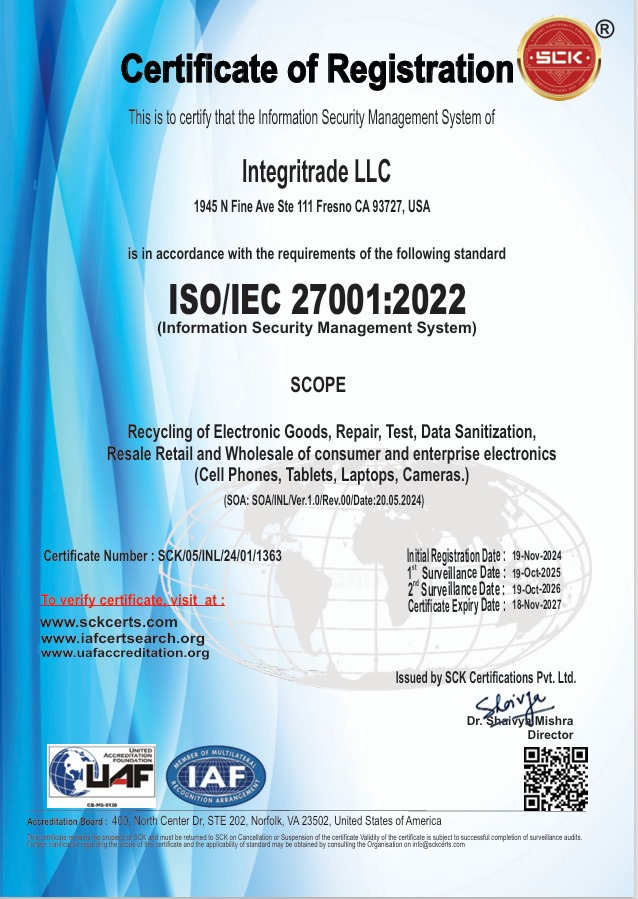 ®
SCK
Certificate of Registration
This is to certify that the Information Security Management System of
Integritrade LLC
1945 N Fine Ave Ste 111 Fresno CA 93727, USA
is in accordance with the requirements of the following standard
ISO/IEC 27001:2022
(Information Security Management System)
SCOPE
Recycling of Electronic Goods, Repair, Test, Data Sanitization,
Resale Retail and Wholesale of consumer and enterprise electronics
(Cell Phones, Tablets, Laptops, Cameras.)
(SOA: SOA/INL/Ver.1.0/Rev.00/Date:20.05.2024)
Certificate Number : SCK/05/INL/24/01/1363
Initial Registration Date : 19-Nov-2024
1st Surveillance Date : 19-Oct-2025
2nd Surveillance Date : 19-Oct-2026
Certificate Expiry Date : 18-Nov-2027
To verify certificate, visit at :
www.sckcerts.com
www.iafcertsearch.org
www.uafaccreditation.org
Issued by SCK Certifications Pvt. Ltd.
Shaivya
Dr. Shaivya Mishra
Director
UNITED
ACCREDITATION
FOUNDATION
UAF
CB-MS-9138
MEMBER OF MULTILATERAL
IAF
RECOGNITION ARRANGEMENT
Accreditation Board : 400, North Center Dr, STE 202, Norfolk, VA 23502, United States of America
This certificate remains the property of SCK and must be returned to SCK on Cancellation or Suspension of the certificate Validity of the certificate is subject to successful completion of surveillance audits.
Further clarification regarding the scope of this certificate and the applicability of standard may be obtained by consulting the Organisation on info@sckcerts.com